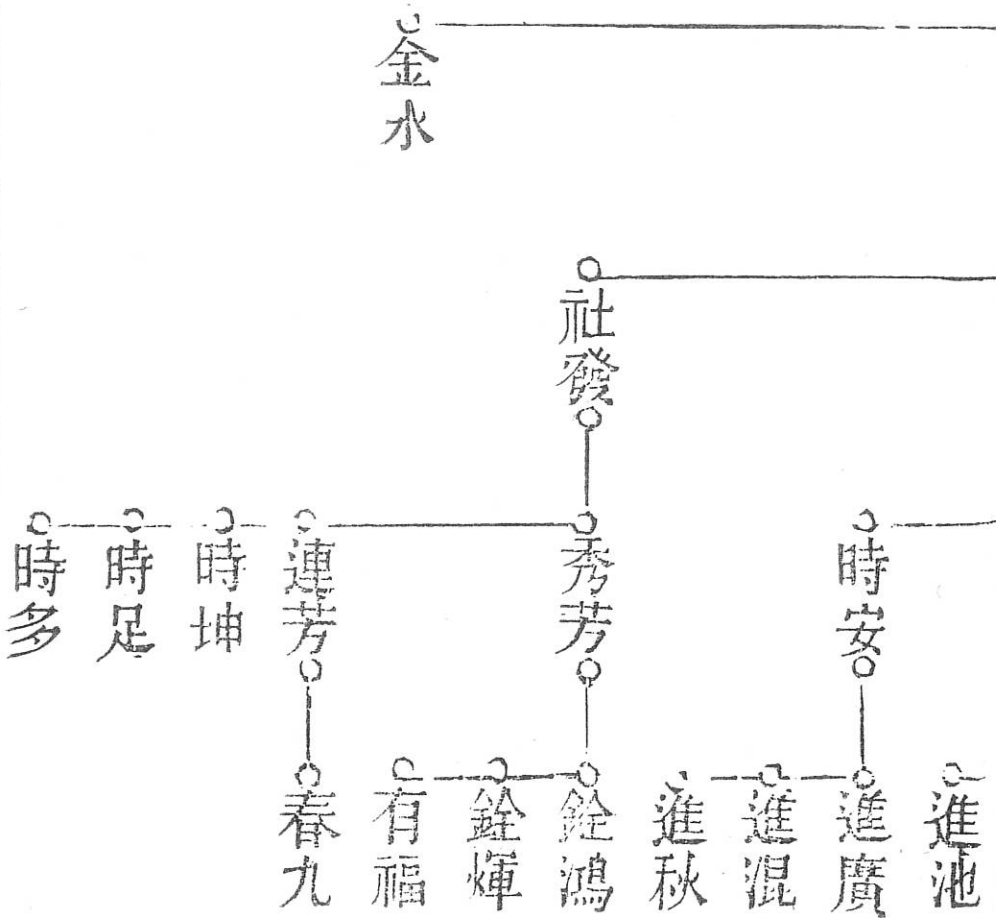 金水
社發
時安
秀芳
連芳
時坤
時足
時多
進池
進廣
進混
進秋
銓鴻
銓煇
有福
春九